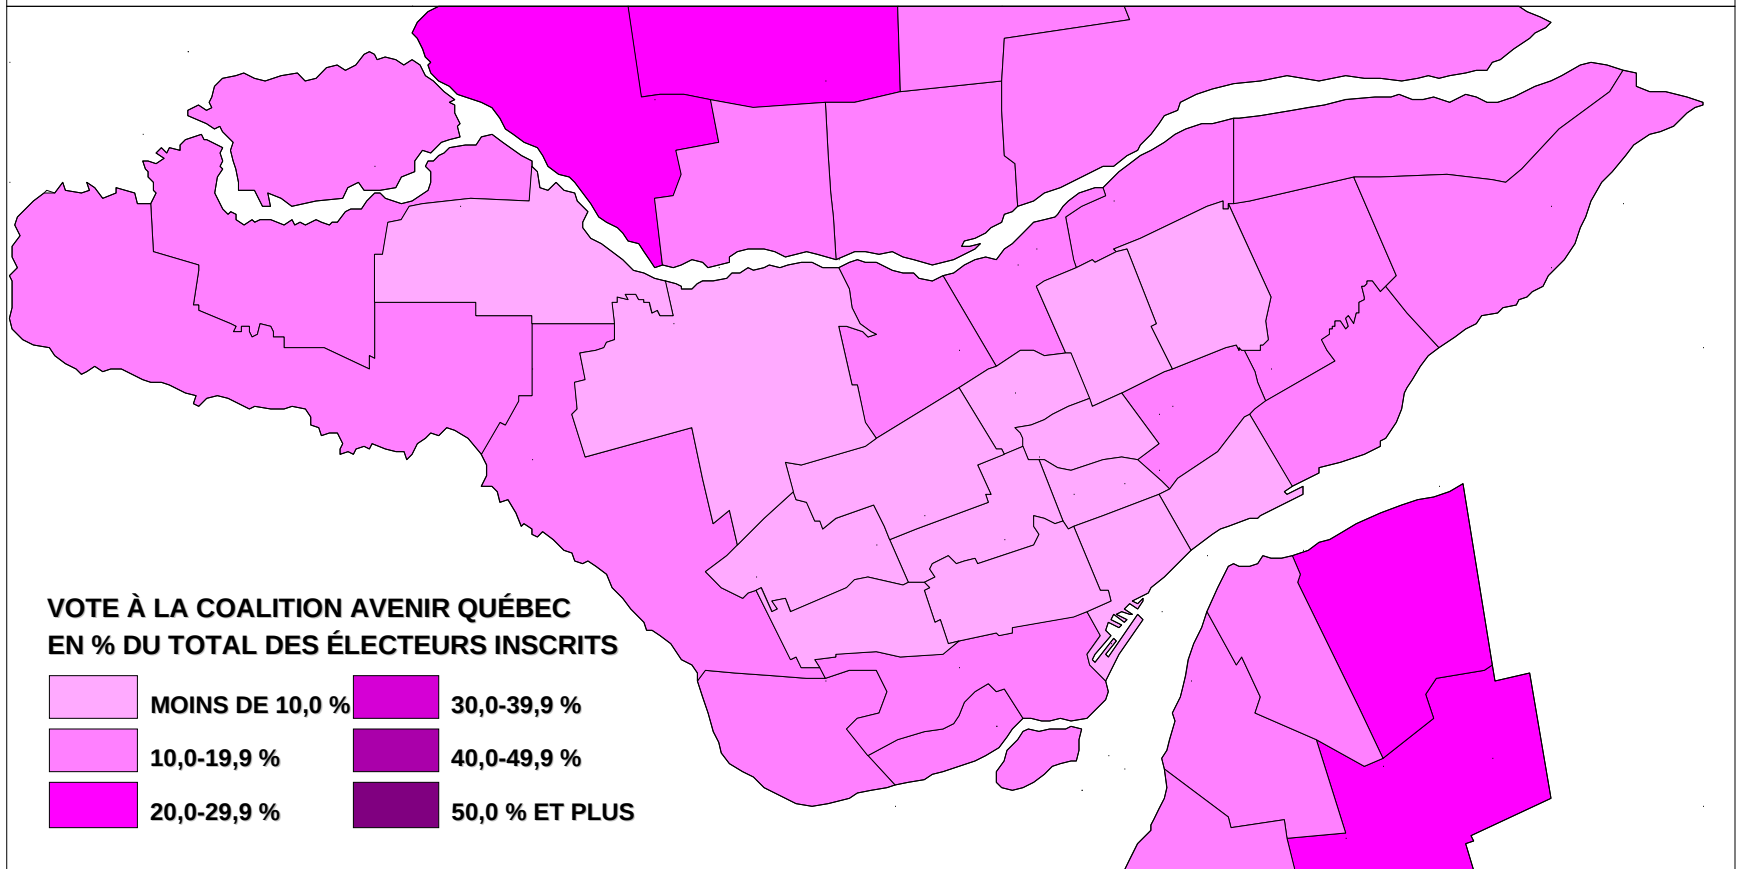 VOTE À LA COALITION AVENIR QUÉBEC
EN % DU TOTAL DES ÉLECTEURS INSCRITS
MOINS DE 10,0 %
10,0-19,9 %
20,0-29,9 %
30,0-39,9 %
40,0-49,9 %
50,0 % ET PLUS